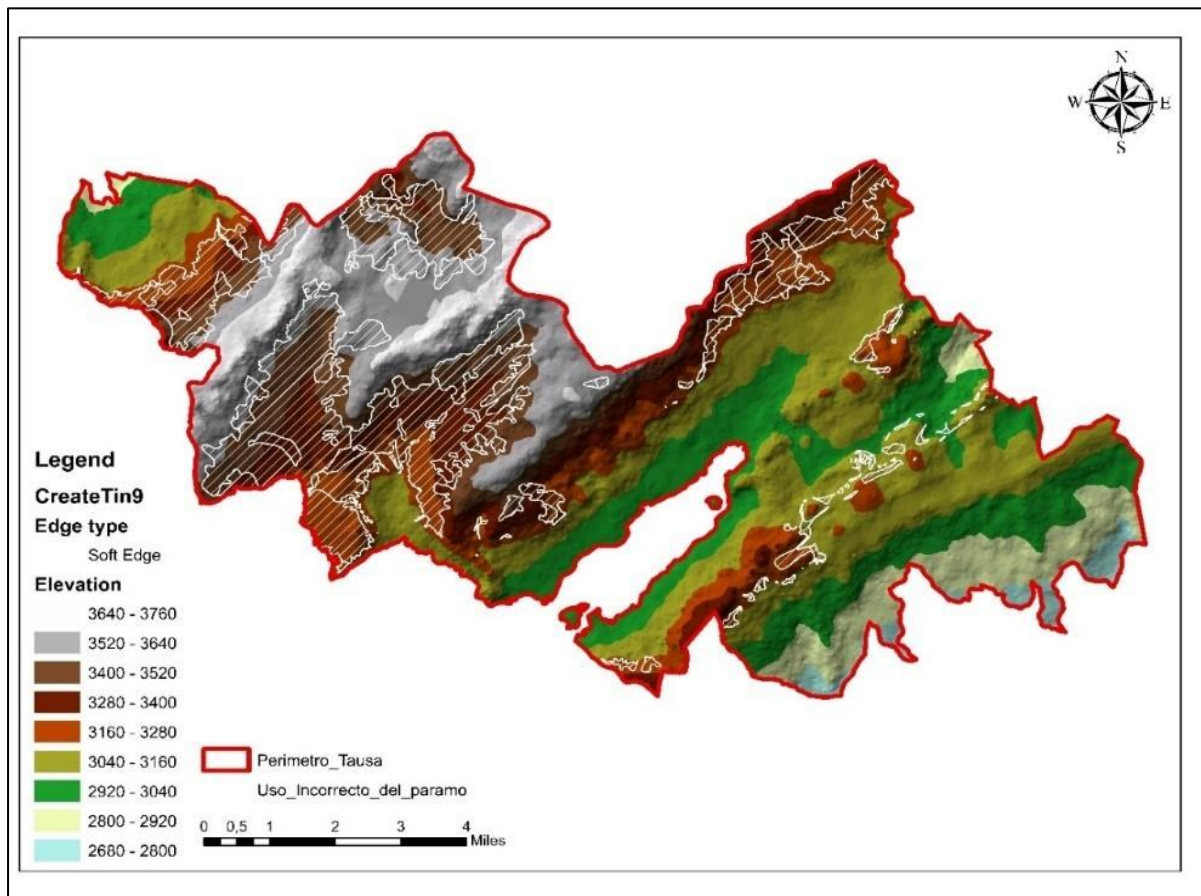 N
W E
S
Legend
CreateTin9
Edge type
Soft Edge
Elevation
3640 - 3760
3520 - 3640
3400 - 3520
3280 - 3400
3160 - 3280
3040 - 3160
2920 - 3040
2800 - 2920
2680 - 2800
Perimetro_Tausa
Uso_Incorrecto_del_paramo
0 0,5 1 2 3 4
Miles